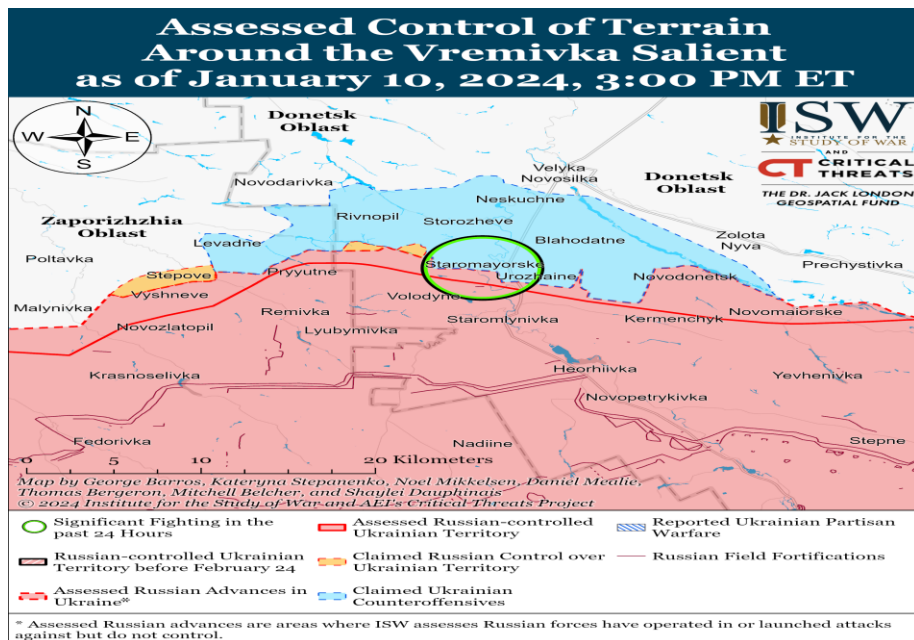 Assessed Control of Terrain
Around the Vremivka Salient
as of January 10, 2024, 3:00 PM ET
N
W E
S
Donetsk
Oblast
ISW
INSTITUTE FOR THE
STUDY OF WAR
AND
CT CRITICAL
THREATS
THE DR. JACK LONDON
GEOSPATIAL FUND
Velyka
Novosilka
Donetsk
Oblast
Novodarivka
Neskuchne
Rivnopil
Storozheve
Zaporizhzhia
Oblast
Levadne
Blahodatne
Zolota
Nyva
Poltavka
Staromayorske
Prechystivka
Stepove
Pryyutne
Urozhaine
Novodonetsk
Vyshneve
Volodyne
Malynivka
Remivka
Novomaiorske
Novozlatopil
Lyubymivka
Staromlynivka
Kermenchyk
Krasnoselivka
Heorhiivka
Yevhenivka
Novopetrykivka
Fedorivka
Nadiine
Stepne
0 5 10 20 Kilometers
Map by George Barros, Kateryna Stepanenko, Noel Mikkelsen, Daniel Mealie,
Thomas Bergeron, Mitchell Belcher, and Shaylei Dauphinais
© 2024 Institute for the Study of War and AEI's Critical Threats Project
Significant Fighting in the
past 24 Hours
Assessed Russian-controlled
Ukrainian Territory
Reported Ukrainian Partisan
Warfare
Russian-controlled Ukrainian
Territory before February 24
Claimed Russian Control over
Ukrainian Territory
Russian Field Fortifications
Assessed Russian Advances in
Ukraine*
Claimed Ukrainian
Counteroffensives
* Assessed Russian advances are areas where ISW assesses Russian forces have operated in or launched attacks
against but do not control.